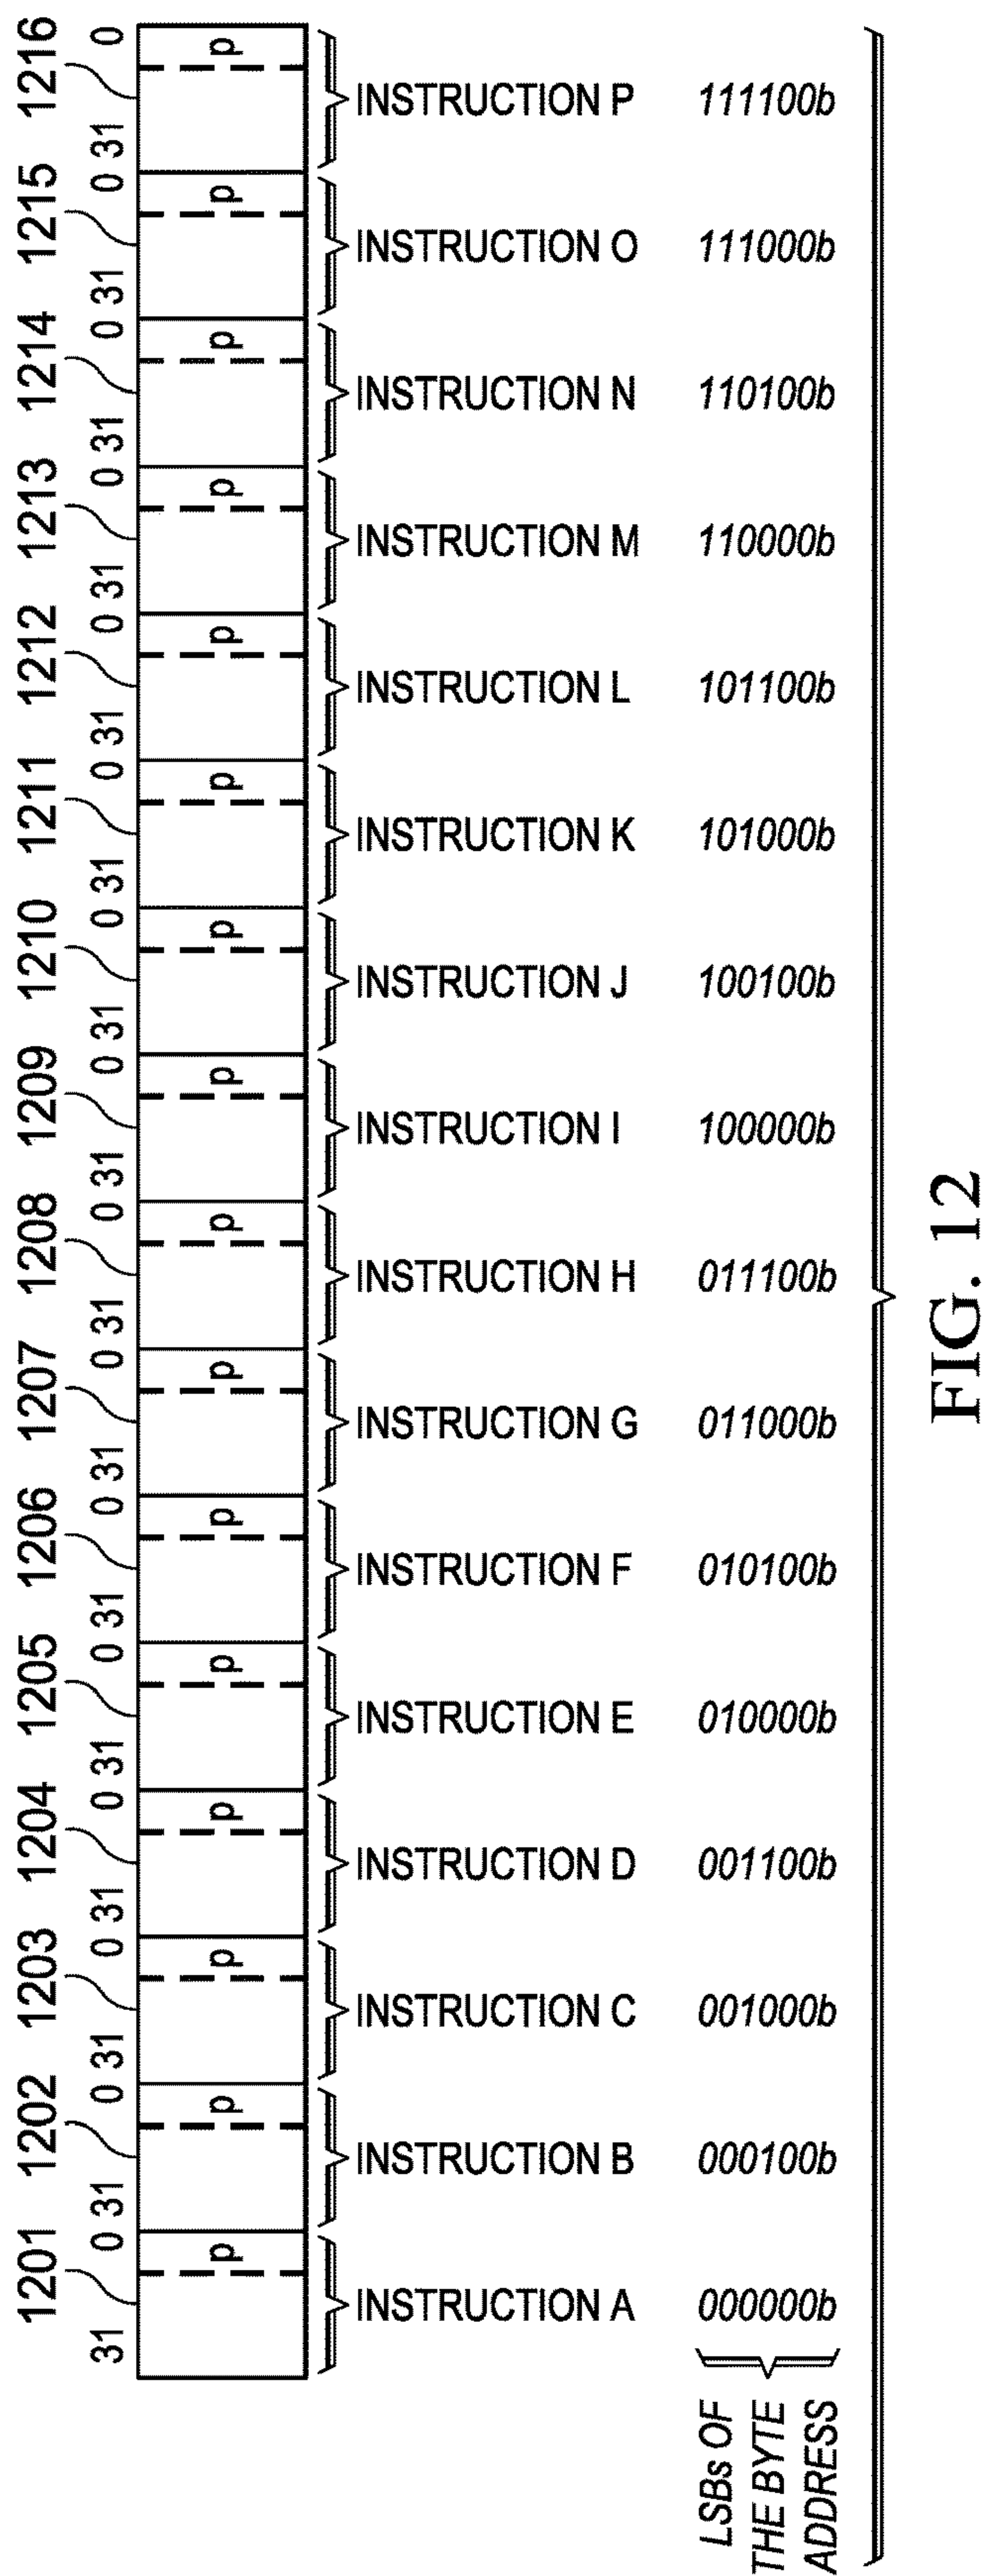 1201 1202 1203 1204 1205 1206 1207 1208 1209 1210 1211 1212 1213 1214 1215 1216
31 0 31 0 31 0 31 0 31 0 31 0 31 0 31 0 31 0 31 0 31 0 31 0 31 0 31 0 31 0 31 0
p p p p p p p p p p p p p p p p
INSTRUCTION A
INSTRUCTION B
INSTRUCTION C
INSTRUCTION D
INSTRUCTION E
INSTRUCTION F
INSTRUCTION G
INSTRUCTION H
INSTRUCTION I
INSTRUCTION J
INSTRUCTION K
INSTRUCTION L
INSTRUCTION M
INSTRUCTION N
INSTRUCTION O
INSTRUCTION P
LSBs OF
THE BYTE
ADDRESS
000000b
000100b
001000b
001100b
010000b
010100b
011000b
011100b
100000b
100100b
101000b
101100b
110000b
110100b
111000b
111100b
FIG. 12